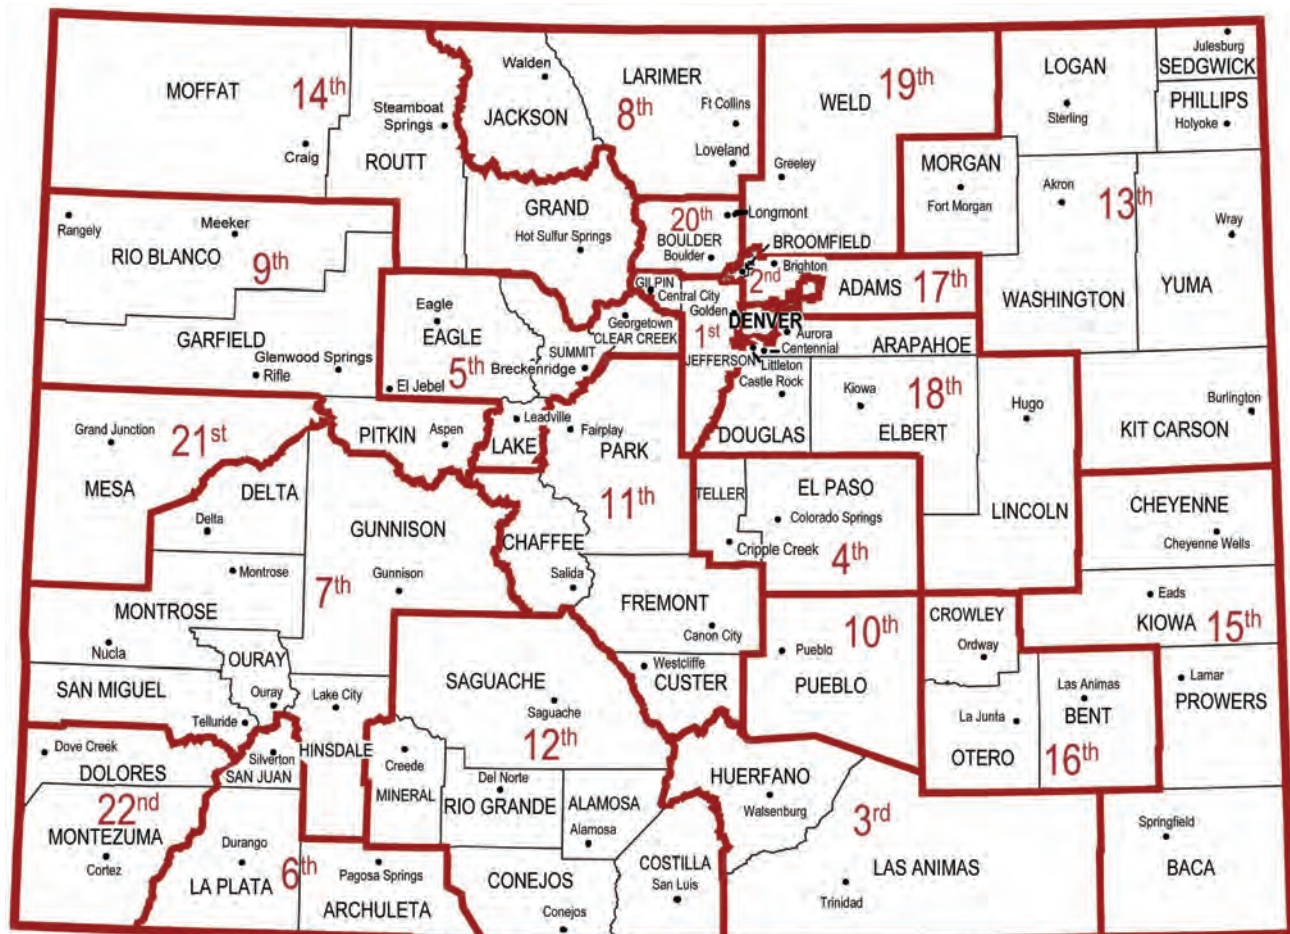 MOFFAT
14th
Craig
Steamboat
Springs
ROUTT
Walden
JACKSON
LARIMER
8th
Ft Collins
Loveland
19th
WELD
Greeley
LOGAN
Sterling
Julesburg
SEDGWICK
PHILLIPS
Holyoke
MORGAN
Fort Morgan
Akron
13th
Wray
WASHINGTON
YUMA
Rangely
Meeker
RIO BLANCO
9th
GRAND
Hot Sulfur Springs
20th
Longmont
BOULDER
Boulder
BROOMFIELD
2nd
Brighton
ADAMS
17th
GARFIELD
Glenwood Springs
Rifle
Eagle
EAGLE
5th
El Jebel
GILPIN
Central City
Golden
Georgetown
CLEAR CREEK
SUMMIT
Breckenridge
1st
JEFFERSON
DENVER
Aurora
Centennial
Littleton
ARAPAHOE
Castle Rock
DOUGLAS
Kiowa
18th
ELBERT
Hugo
LINCOLN
Burlington
KIT CARSON
Grand Junction
21st
MESA
PITKIN
Aspen
Leadville
LAKE
Fairplay
PARK
11th
DELTA
Delta
GUNNISON
Gunnison
7th
CHAFFEE
Salida
TELLER
Cripple Creek
EL PASO
Colorado Springs
4th
CHEYENNE
Cheyenne Wells
Montrose
MONTROSE
Nucla
OURAY
Ouray
SAN MIGUEL
Telluride
Lake City
HINSDALE
FREMONT
Canon City
Westcliffe
CUSTER
10th
Pueblo
PUEBLO
CROWLEY
Ordway
Eads
KIOWA
15th
Lamar
PROWERS
Las Animas
BENT
La Junta
OTERO
16th
SAGUACHE
Saguache
12th
Dove Creek
DOLORES
22nd
MONTEZUMA
Cortez
Silverton
SAN JUAN
Durango
LA PLATA
6th
Creede
MINERAL
Del Norte
RIO GRANDE
ALAMOSA
Alamosa
HUERFANO
Walsenburg
3rd
LAS ANIMAS
Trinidad
Springfield
BACA
Pagosa Springs
ARCHULETA
CONEJOS
Conejos
COSTILLA
San Luis